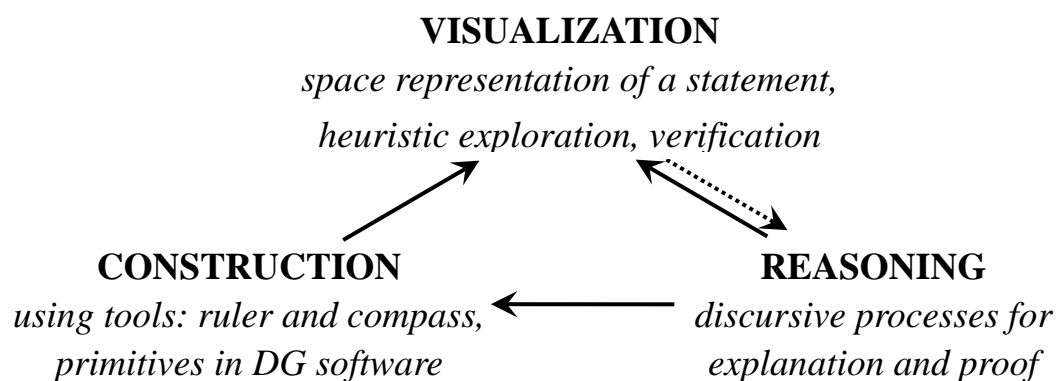 VISUALIZATION
space representation of a statement,
heuristic exploration, verification
CONSTRUCTION
using tools: ruler and compass,
primitives in DG software
REASONING
discursive processes for
explanation and proof